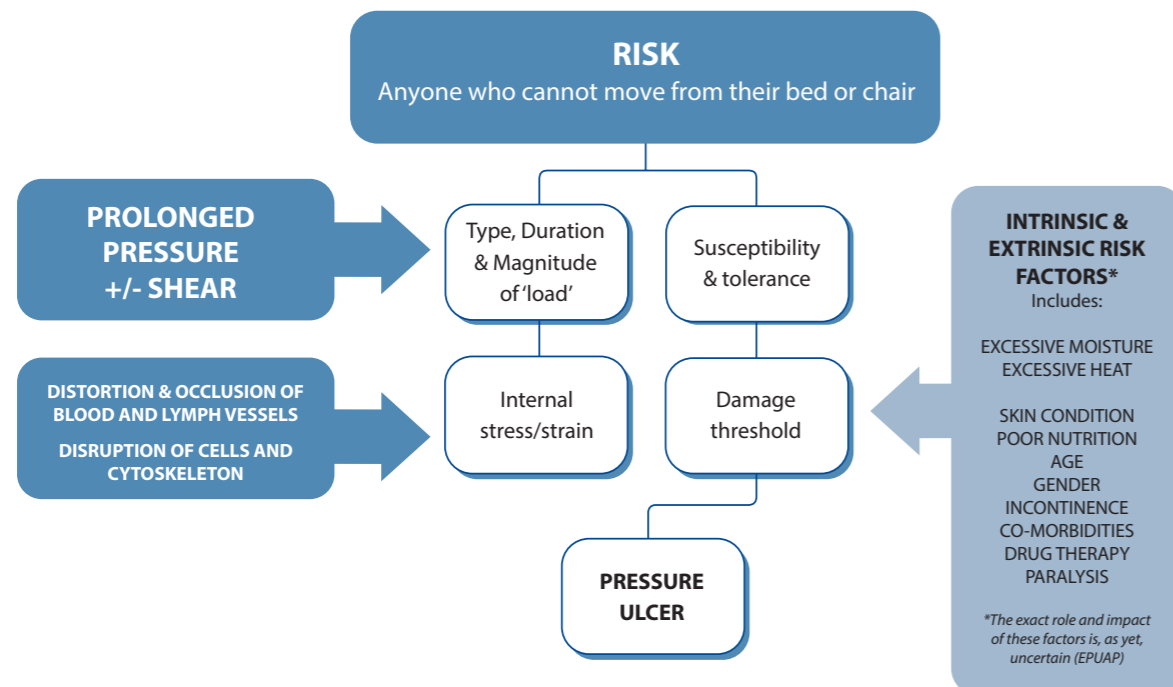 RISK
Anyone who cannot move from their bed or chair
PROLONGED
PRESSURE
+/- SHEAR
Type, Duration
& Magnitude
of ‘load’
Susceptibility
& tolerance
DISTORTION & OCCLUSION OF
BLOOD AND LYMPH VESSELS
DISRUPTION OF CELLS AND
CYTOSKELETON
Internal
stress/strain
Damage
threshold
PRESSURE
ULCER
INTRINSIC &
EXTRINSIC RISK
FACTORS*
Includes:
EXCESSIVE MOISTURE
EXCESSIVE HEAT
SKIN CONDITION
POOR NUTRITION
AGE
GENDER
INCONTINENCE
CO-MORBIDITIES
DRUG THERAPY
PARALYSIS
*The exact role and impact
of these factors is, as yet,
uncertain (EPUAP)